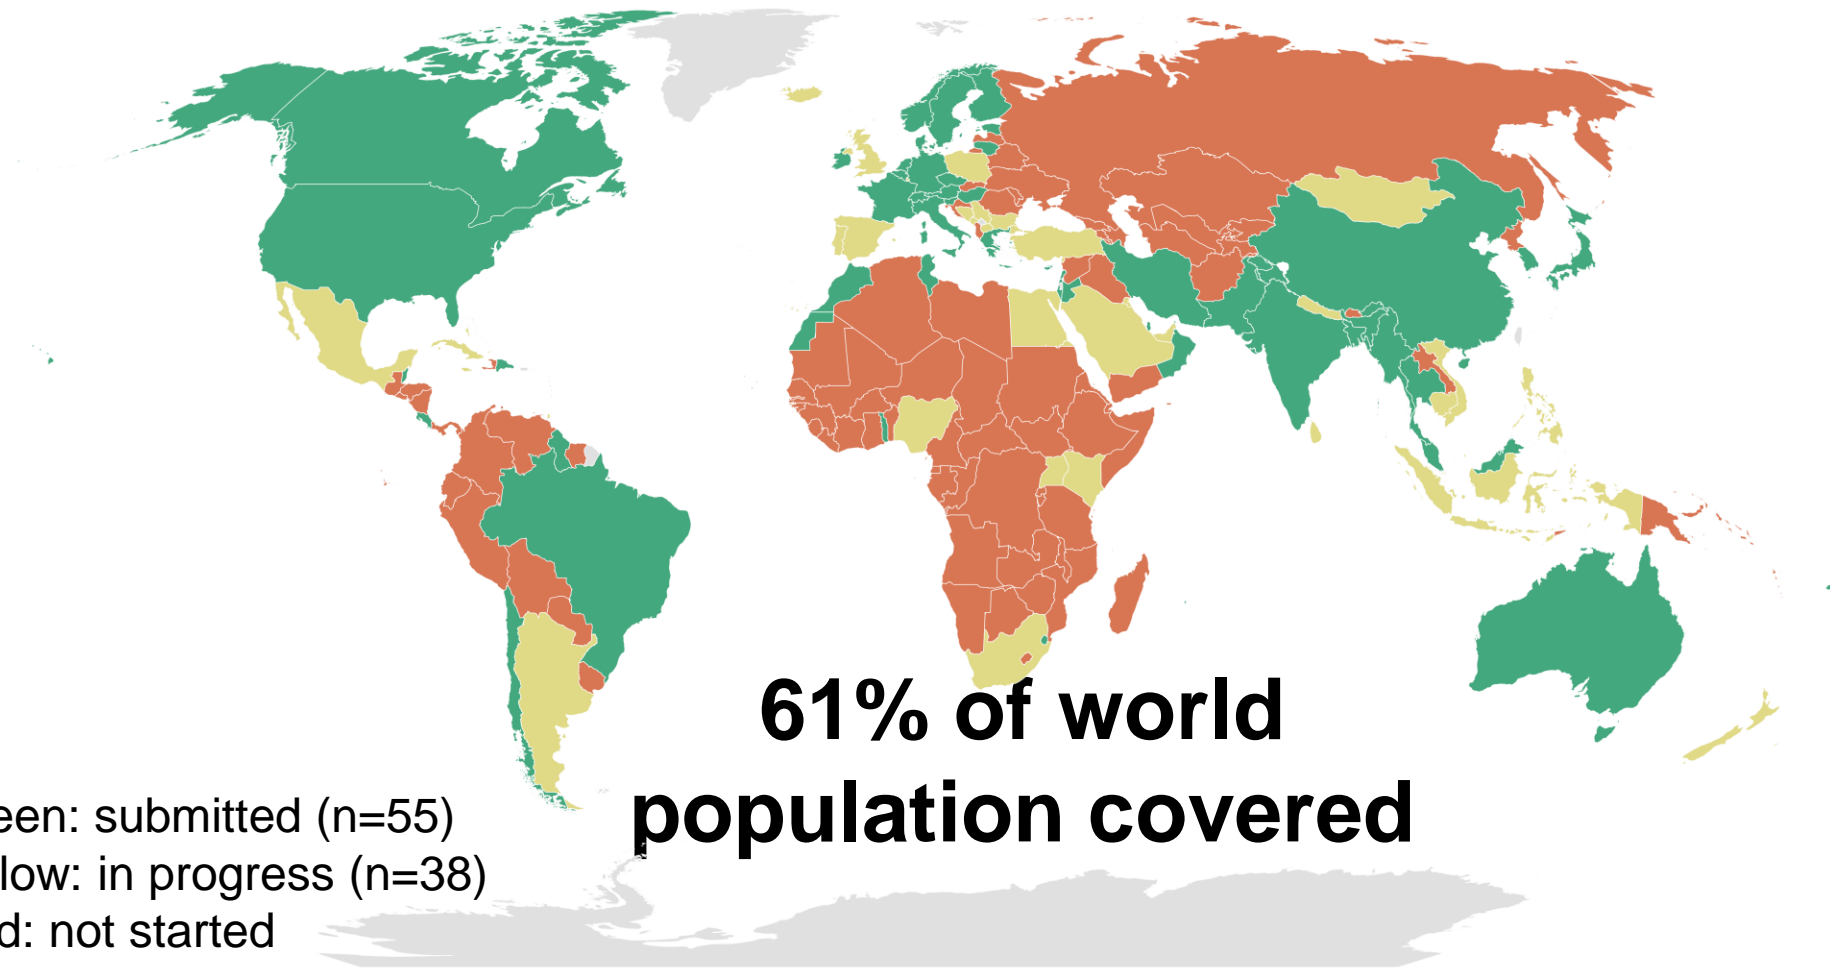 61% of world
population covered
een: submitted (n=55)
low: in progress (n=38)
d: not started